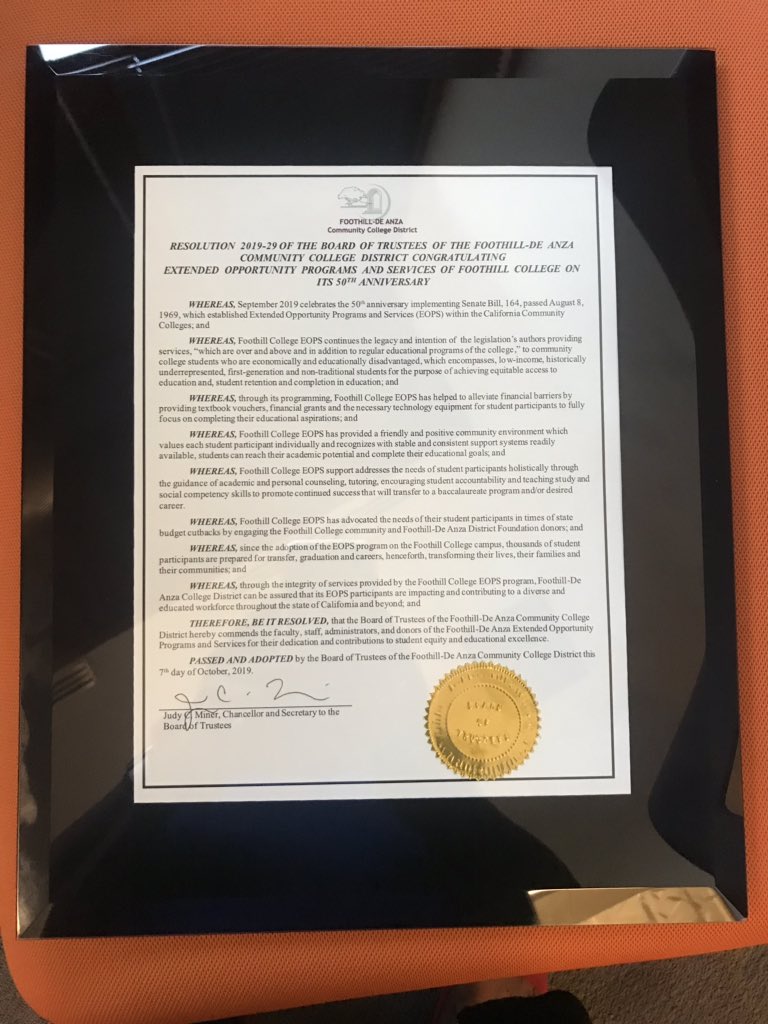 FOOTHILL-DE ANZA
Community College District
RESOLUTION 2019-29 OF THE BOARD OF TRUSTEES OF THE FOOTHILL-DE ANZA
COMMUNITY COLLEGE DISTRICT CONGRATULATING
EXTENDED OPPORTUNITY PROGRAMS AND SERVICES OF FOOTHILL COLLEGE ON
ITS 50TH ANNIVERSARY
WHEREAS, September 2019 celebrates the 50th anniversary implementing Senate Bill, 164, passed August 8,
1969, which established Extended Opportunity Programs and Services (EOPS) within the California Community
Colleges; and
WHEREAS, Foothill College EOPS continues the legacy and intention of the legislation's authors providing
services, "which are over and above and in addition to regular educational programs of the college," to community
college students who are economically and educationally disadvantaged, which encompasses, low-income, historically
underrepresented, first-generation and non-traditional students for the purpose of achieving equitable access to
education and, student retention and completion in education; and
WHEREAS, through its programming, Foothill College EOPS has helped to alleviate financial barriers by
providing textbook vouchers, financial grants and the necessary technology equipment for student participants to fully
focus on completing their educational aspirations; and
WHEREAS, Foothill College EOPS has provided a friendly and positive community environment which
values each student participant individually and recognizes with stable and consistent support systems readily
available, students can reach their academic potential and complete their educational goals; and
WHEREAS, Foothill College EOPS support addresses the needs of student participants holistically through
the guidance of academic and personal counseling, tutoring, encouraging student accountability and teaching study and
social competency skills to promote continued success that will transfer to a baccalaureate program and/or desired
career.
WHEREAS, Foothill College EOPS has advocated the needs of their student participants in times of state
budget cutbacks by engaging the Foothill College community and Foothill-De Anza District Foundation donors; and
WHEREAS, since the adoption of the EOPS program on the Foothill College campus, thousands of student
participants are prepared for transfer, graduation and careers, henceforth, transforming their lives, their families and
their communities; and
WHEREAS, through the integrity of services provided by the Foothill College EOPS program, Foothill-De
Anza College District can be assured that its EOPS participants are impacting and contributing to a diverse and
educated workforce throughout the state of California and beyond; and
THEREFORE, BE IT RESOLVED, that the Board of Trustees of the Foothill-De Anza Community College
District hereby commends the faculty, staff, administrators, and donors of the Foothill-De Anza Extended Opportunity
Programs and Services for their dedication and contributions to student equity and educational excellence.
PASSED AND ADOPTED by the Board of Trustees of the Foothill-De Anza Community College District this
7th day of October, 2019.
Judy C. Miner, Chancellor and Secretary to the
Board of Trustees
BOARD
OF
TRUSTEES